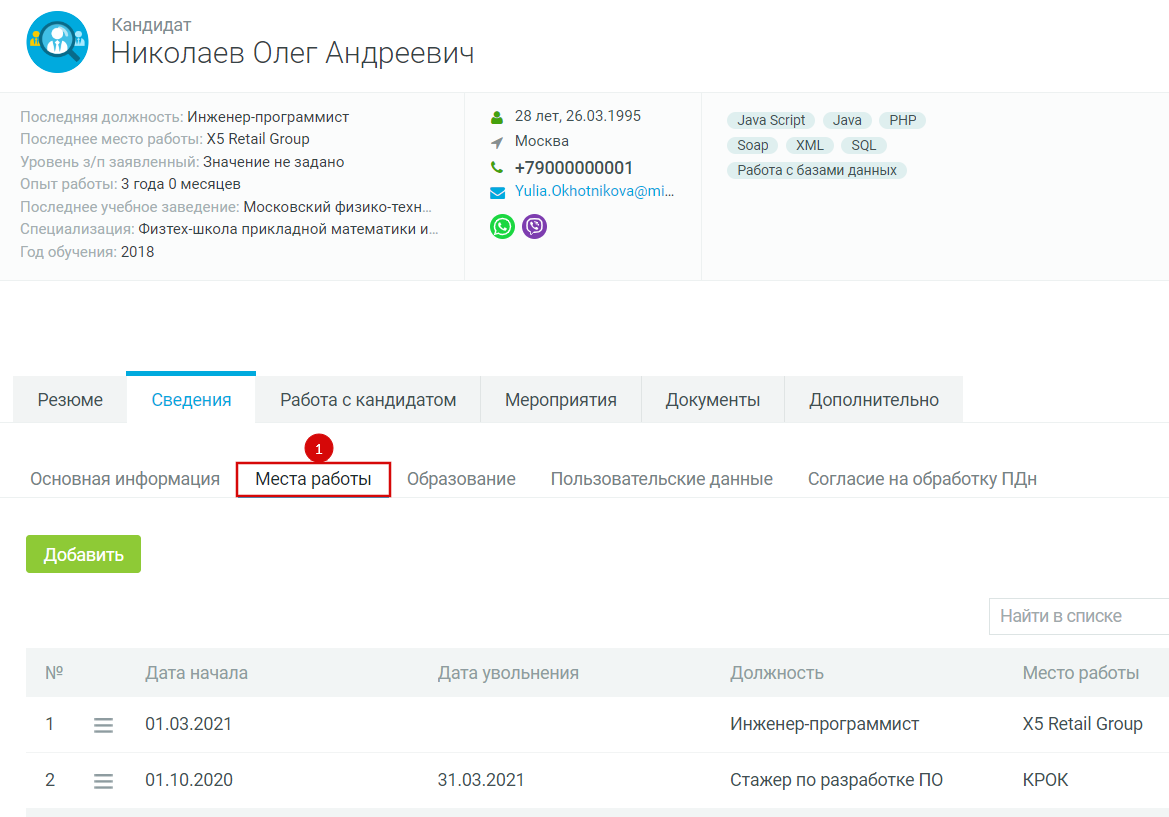 Кандидат
Николаев Олег Андреевич
Последняя должность: Инженер-программист
Последнее место работы: X5 Retail Group
Уровень з/п заявленный: Значение не задано
Опыт работы: 3 года 0 месяцев
Последнее учебное заведение: Московский физико-техн...
Специализация: Физтех-школа прикладной математики и...
Год обучения: 2018
28 лет, 26.03.1995
Москва
+79000000001
Yulia.Okhotnikova@mi...
Java Script Java PHP
Soap XML SQL
Работа с базами данных
Резюме Сведения Работа с кандидатом Мероприятия Документы Дополнительно
1
Основная информация Места работы Образование Пользовательские данные Согласие на обработку ПДн
Добавить
Найти в списке
№ Дата начала Дата увольнения Должность Место работы
1 01.03.2021 Инженер-программист X5 Retail Group
2 01.10.2020 31.03.2021 Стажер по разработке ПО КРОК